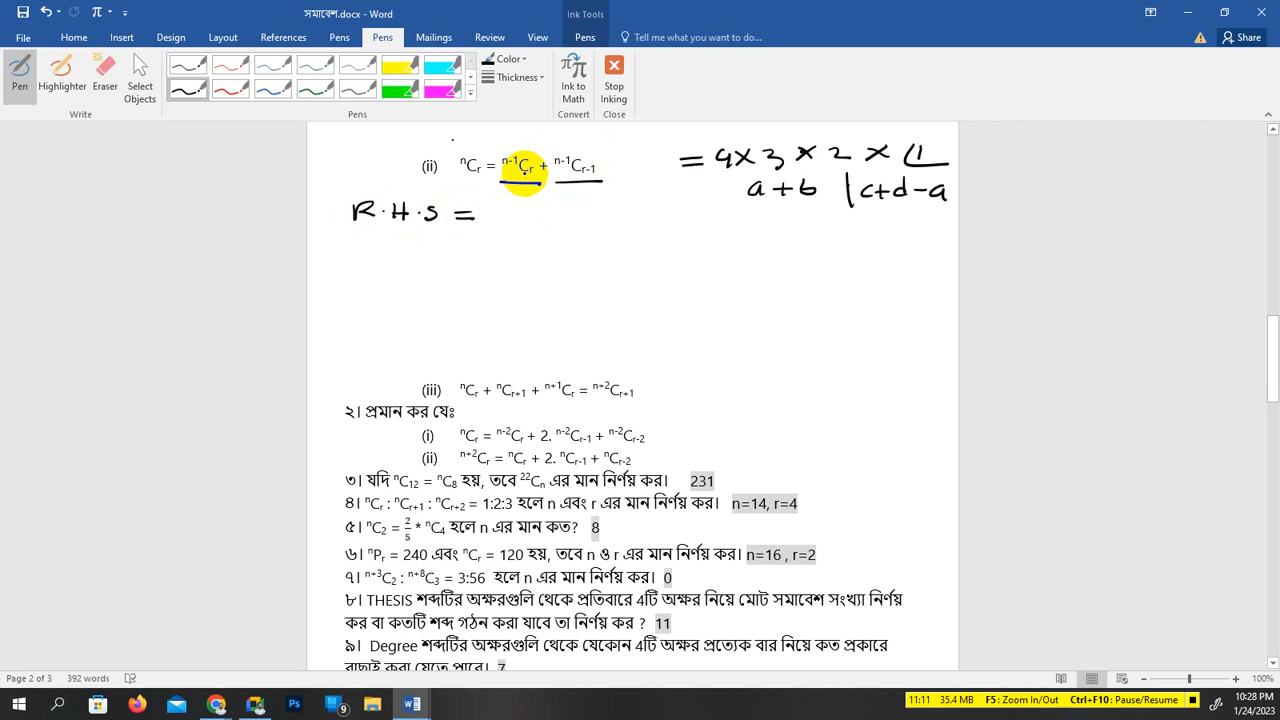 সমাবেশ.docx - Word
Ink Tools
File Home Insert Draw Design Layout References Mailings Review View Pens Tell me what you want to do Share
Pen Highlighter Eraser Select Objects
Color Thickness
Ink to Math
Stop Inking
Write Pens Convert Close
(ii) ⁿCᵣ = ⁿ⁻¹Cᵣ + ⁿ⁻¹Cᵣ₋₁
= 4 × 3 × 2 × 1
a + b | c + d - a
R.H.S =
(iii) ⁿCᵣ + ⁿCᵣ₊₁ + ⁿ⁺¹Cᵣ = ⁿ⁺²Cᵣ₊₁
২। প্রমান কর যেঃ
(i) ⁿCᵣ = ⁿ⁻²Cᵣ + 2. ⁿ⁻²Cᵣ₋₁ + ⁿ⁻²Cᵣ₋₂
(ii) ⁿ⁺²Cᵣ = ⁿCᵣ + 2. ⁿCᵣ₋₁ + ⁿCᵣ₋₂
৩। যদি ⁿC₁₂ = ⁿC₈ হয়, তবে ²²Cₙ এর মান নির্ণয় কর। 231
৪। ⁿCᵣ : ⁿCᵣ₊₁ : ⁿCᵣ₊₂ = 1:2:3 হলে n এবং r এর মান নির্ণয় কর। n=14, r=4
৫। ⁿC₂ = 2/5 * ⁿC₄ হলে n এর মান কত? 8
৬। ⁿPᵣ = 240 এবং ⁿCᵣ = 120 হয়, তবে n ও r এর মান নির্ণয় কর। n=16 , r=2
৭। ⁿ⁺³C₂ : ⁿ⁺⁸C₃ = 3:56 হলে n এর মান নির্ণয় কর। 0
৮। THESIS শব্দটির অক্ষরগুলি থেকে প্রতিবারে 4টি অক্ষর নিয়ে মোট সমাবেশ সংখ্যা নির্ণয়
কর বা কতটি শব্দ গঠন করা যাবে তা নির্ণয় কর ? 11
৯। Degree শব্দটির অক্ষরগুলি থেকে যেকোন 4টি অক্ষর প্রত্যেক বার নিয়ে কত প্রকারে
বাছাই করা যেতে পারে। 7
Page 2 of 3 392 words 100%
11:11 35.4 MB F5: Zoom In/Out Ctrl+F10: Pause/Resume
10:28 PM
1/24/2023